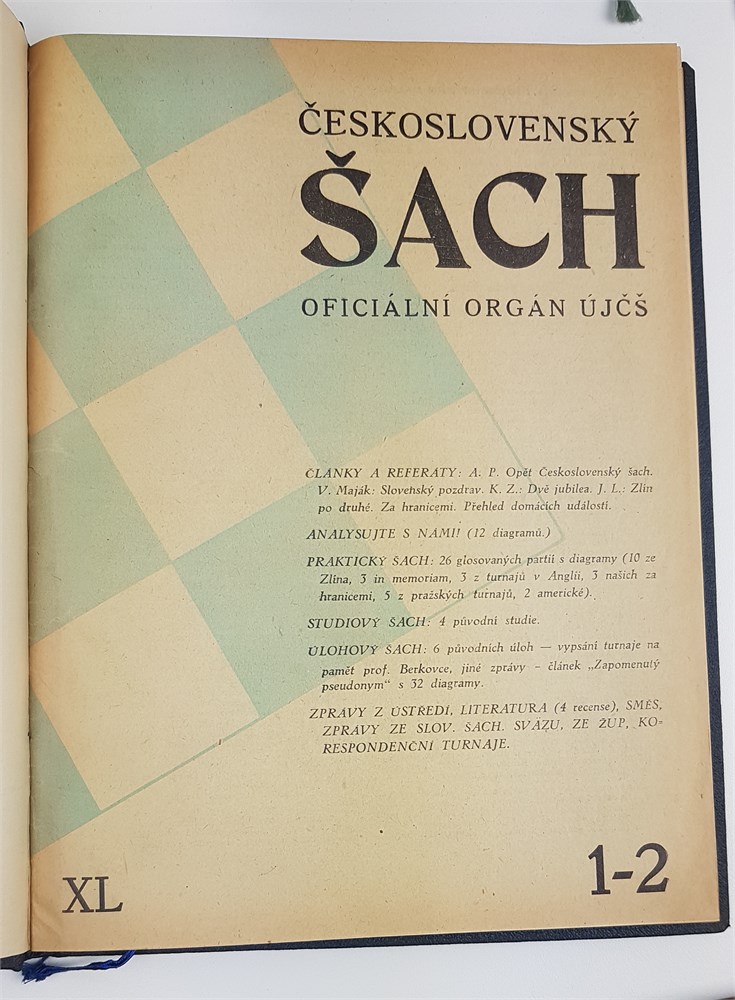 ČESKOSLOVENSKÝ
ŠACH
OFICIÁLNÍ ORGÁN ÚJČŠ
ČLÁNKY A REFERÁTY: A. P. Opět Československý šach.
V. Maják: Slovenský pozdrav. K. Z.: Dvě jubilea. J. L.: Zlín
po druhé. Za hranicemi. Přehled domácích událostí.
ANALYSUJTE S NÁMI! (12 diagramů.)
PRAKTICKÝ ŠACH: 26 glosovaných partií s diagramy (10 ze
Zlína, 3 in memoriam, 3 z turnajů v Anglii, 3 našich za
hranicemi, 5 z pražských turnajů, 2 americké).
STUDIOVÝ ŠACH: 4 původní studie.
ÚLOHOVÝ ŠACH: 6 původních úloh — vypsání turnaje na
paměť prof. Berkovce, jiné zprávy – článek „Zapomenutý
pseudonym“ s 32 diagramy.
ZPRÁVY Z ÚSTŘEDÍ, LITERATURA (4 recense), SMĚS,
ZPRÁVY ZE SLOV. ŠACH. SVAZU, ZE ŽUP, KO=
RESPONDENČNÍ TURNAJE.
XL
1-2